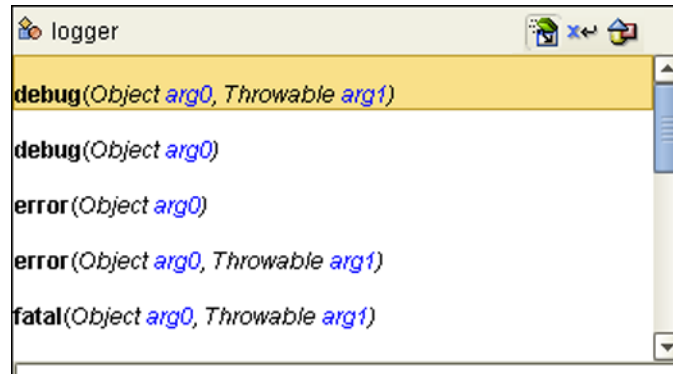 logger
debug(Object arg0, Throwable arg1)
debug(Object arg0)
error(Object arg0)
error(Object arg0, Throwable arg1)
fatal(Object arg0, Throwable arg1)